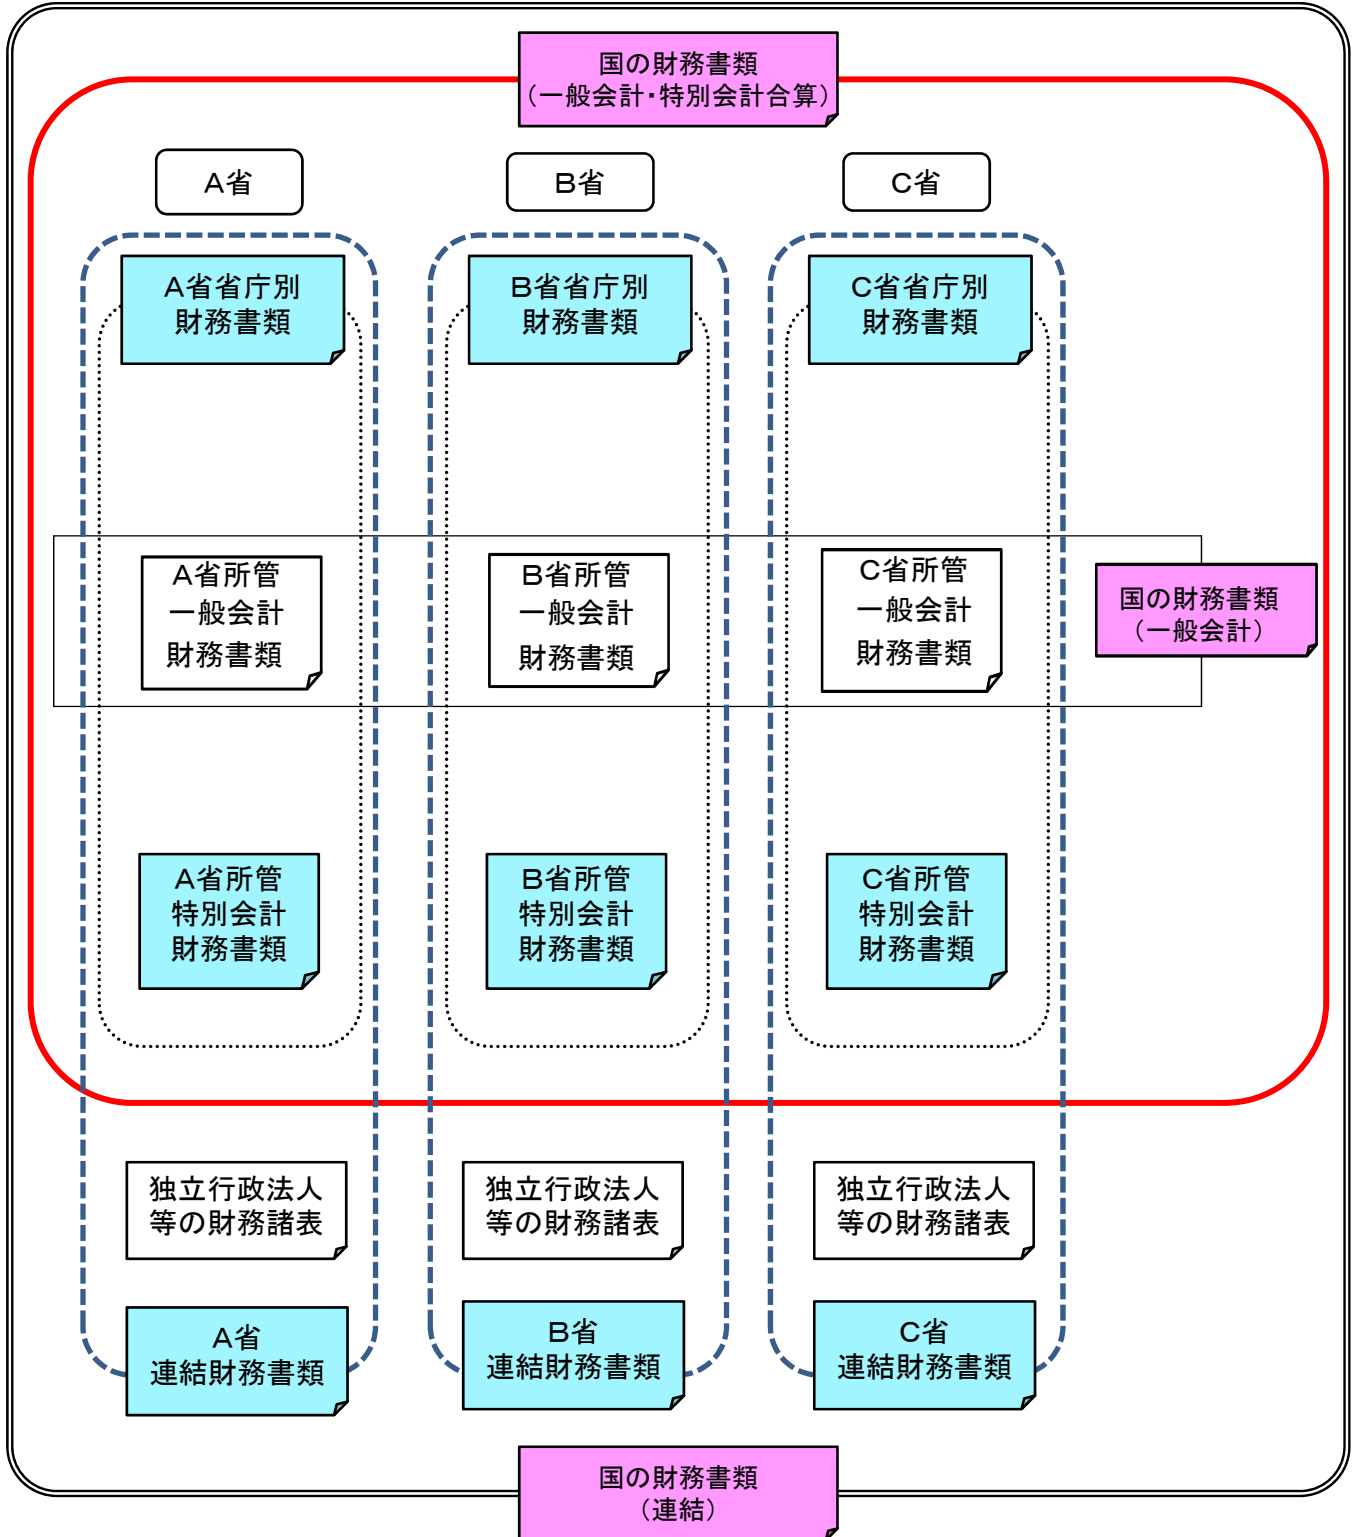 国の財務書類
（一般会計・特別会計合算）
A省
B省
C省
A省省庁別
財務書類
B省省庁別
財務書類
C省省庁別
財務書類
A省所管
一般会計
財務書類
B省所管
一般会計
財務書類
C省所管
一般会計
財務書類
国の財務書類
（一般会計）
A省所管
特別会計
財務書類
B省所管
特別会計
財務書類
C省所管
特別会計
財務書類
独立行政法人
等の財務諸表
独立行政法人
等の財務諸表
独立行政法人
等の財務諸表
A省
連結財務書類
B省
連結財務書類
C省
連結財務書類
国の財務書類
（連結）